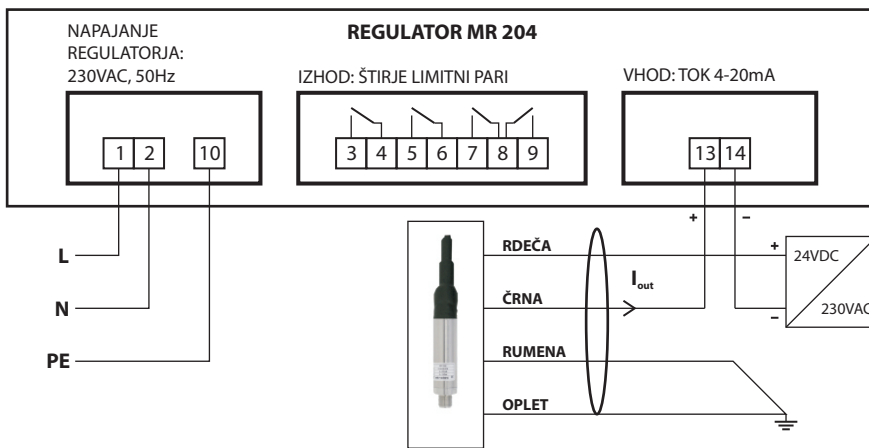 REGULATOR MR 204
NAPAJANJE
REGULATORJA:
230VAC, 50Hz
IZHOD: ŠTIRJE LIMITNI PARI
VHOD: TOK 4-20mA
1 2 10
3 4 5 6 7 8 9
13 14
+ –
L
N
PE
RDEČA
ČRNA
RUMENA
OPLET
Iout
+
24VDC
230VAC
–